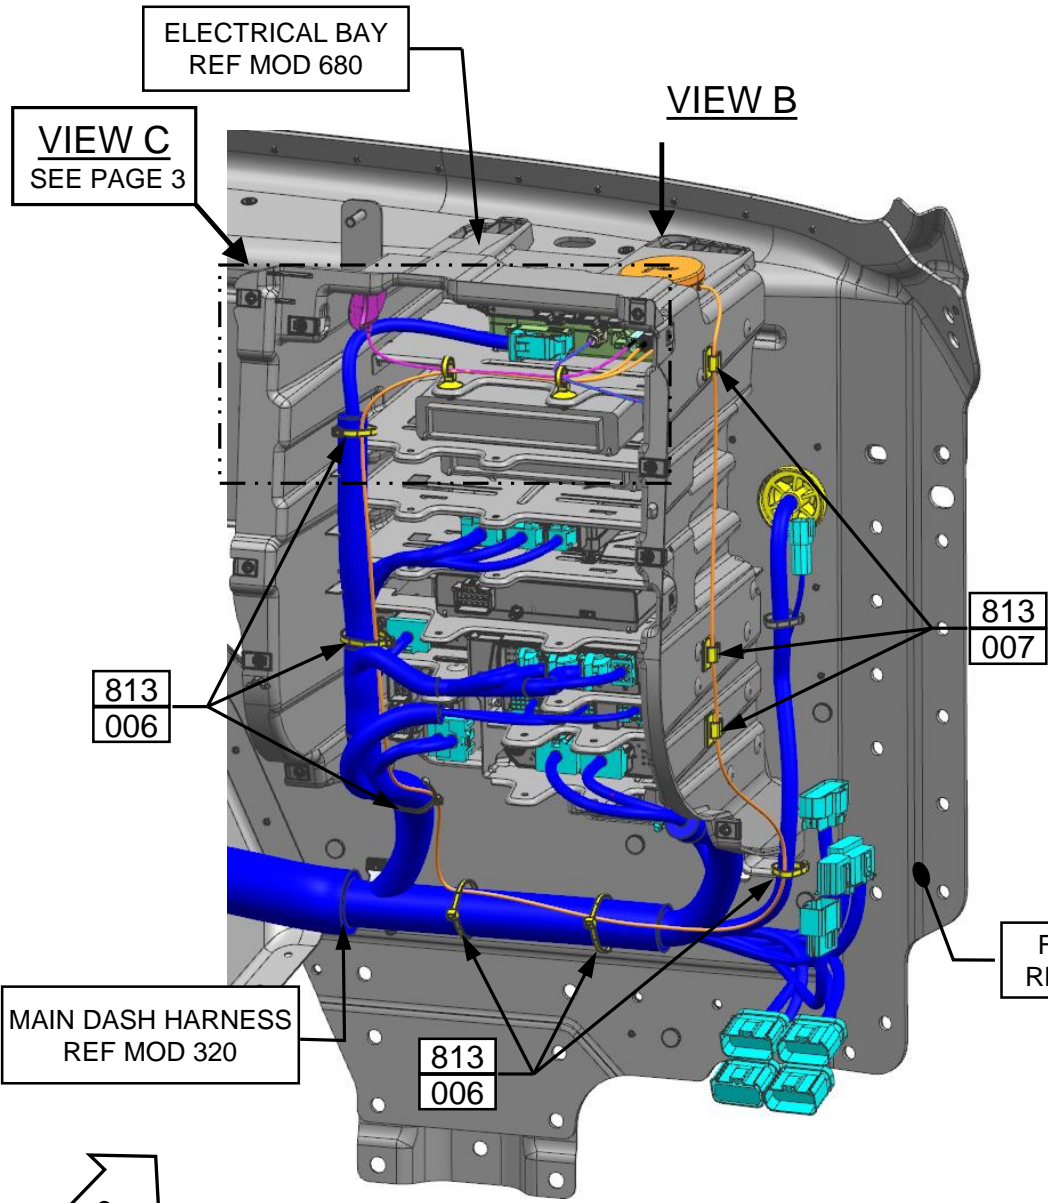 ELECTRICAL BAY
REF MOD 680
VIEW B
VIEW C
SEE PAGE 3
813
007
813
006
MAIN DASH HARNESS
REF MOD 320
813
006